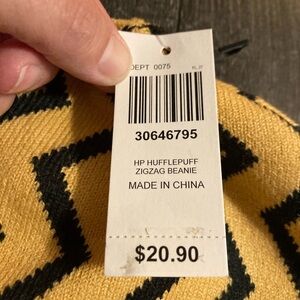 DEPT 0075
30646795
HP HUFFLEPUFF
ZIGZAG BEANIE
MADE IN CHINA
$20.90